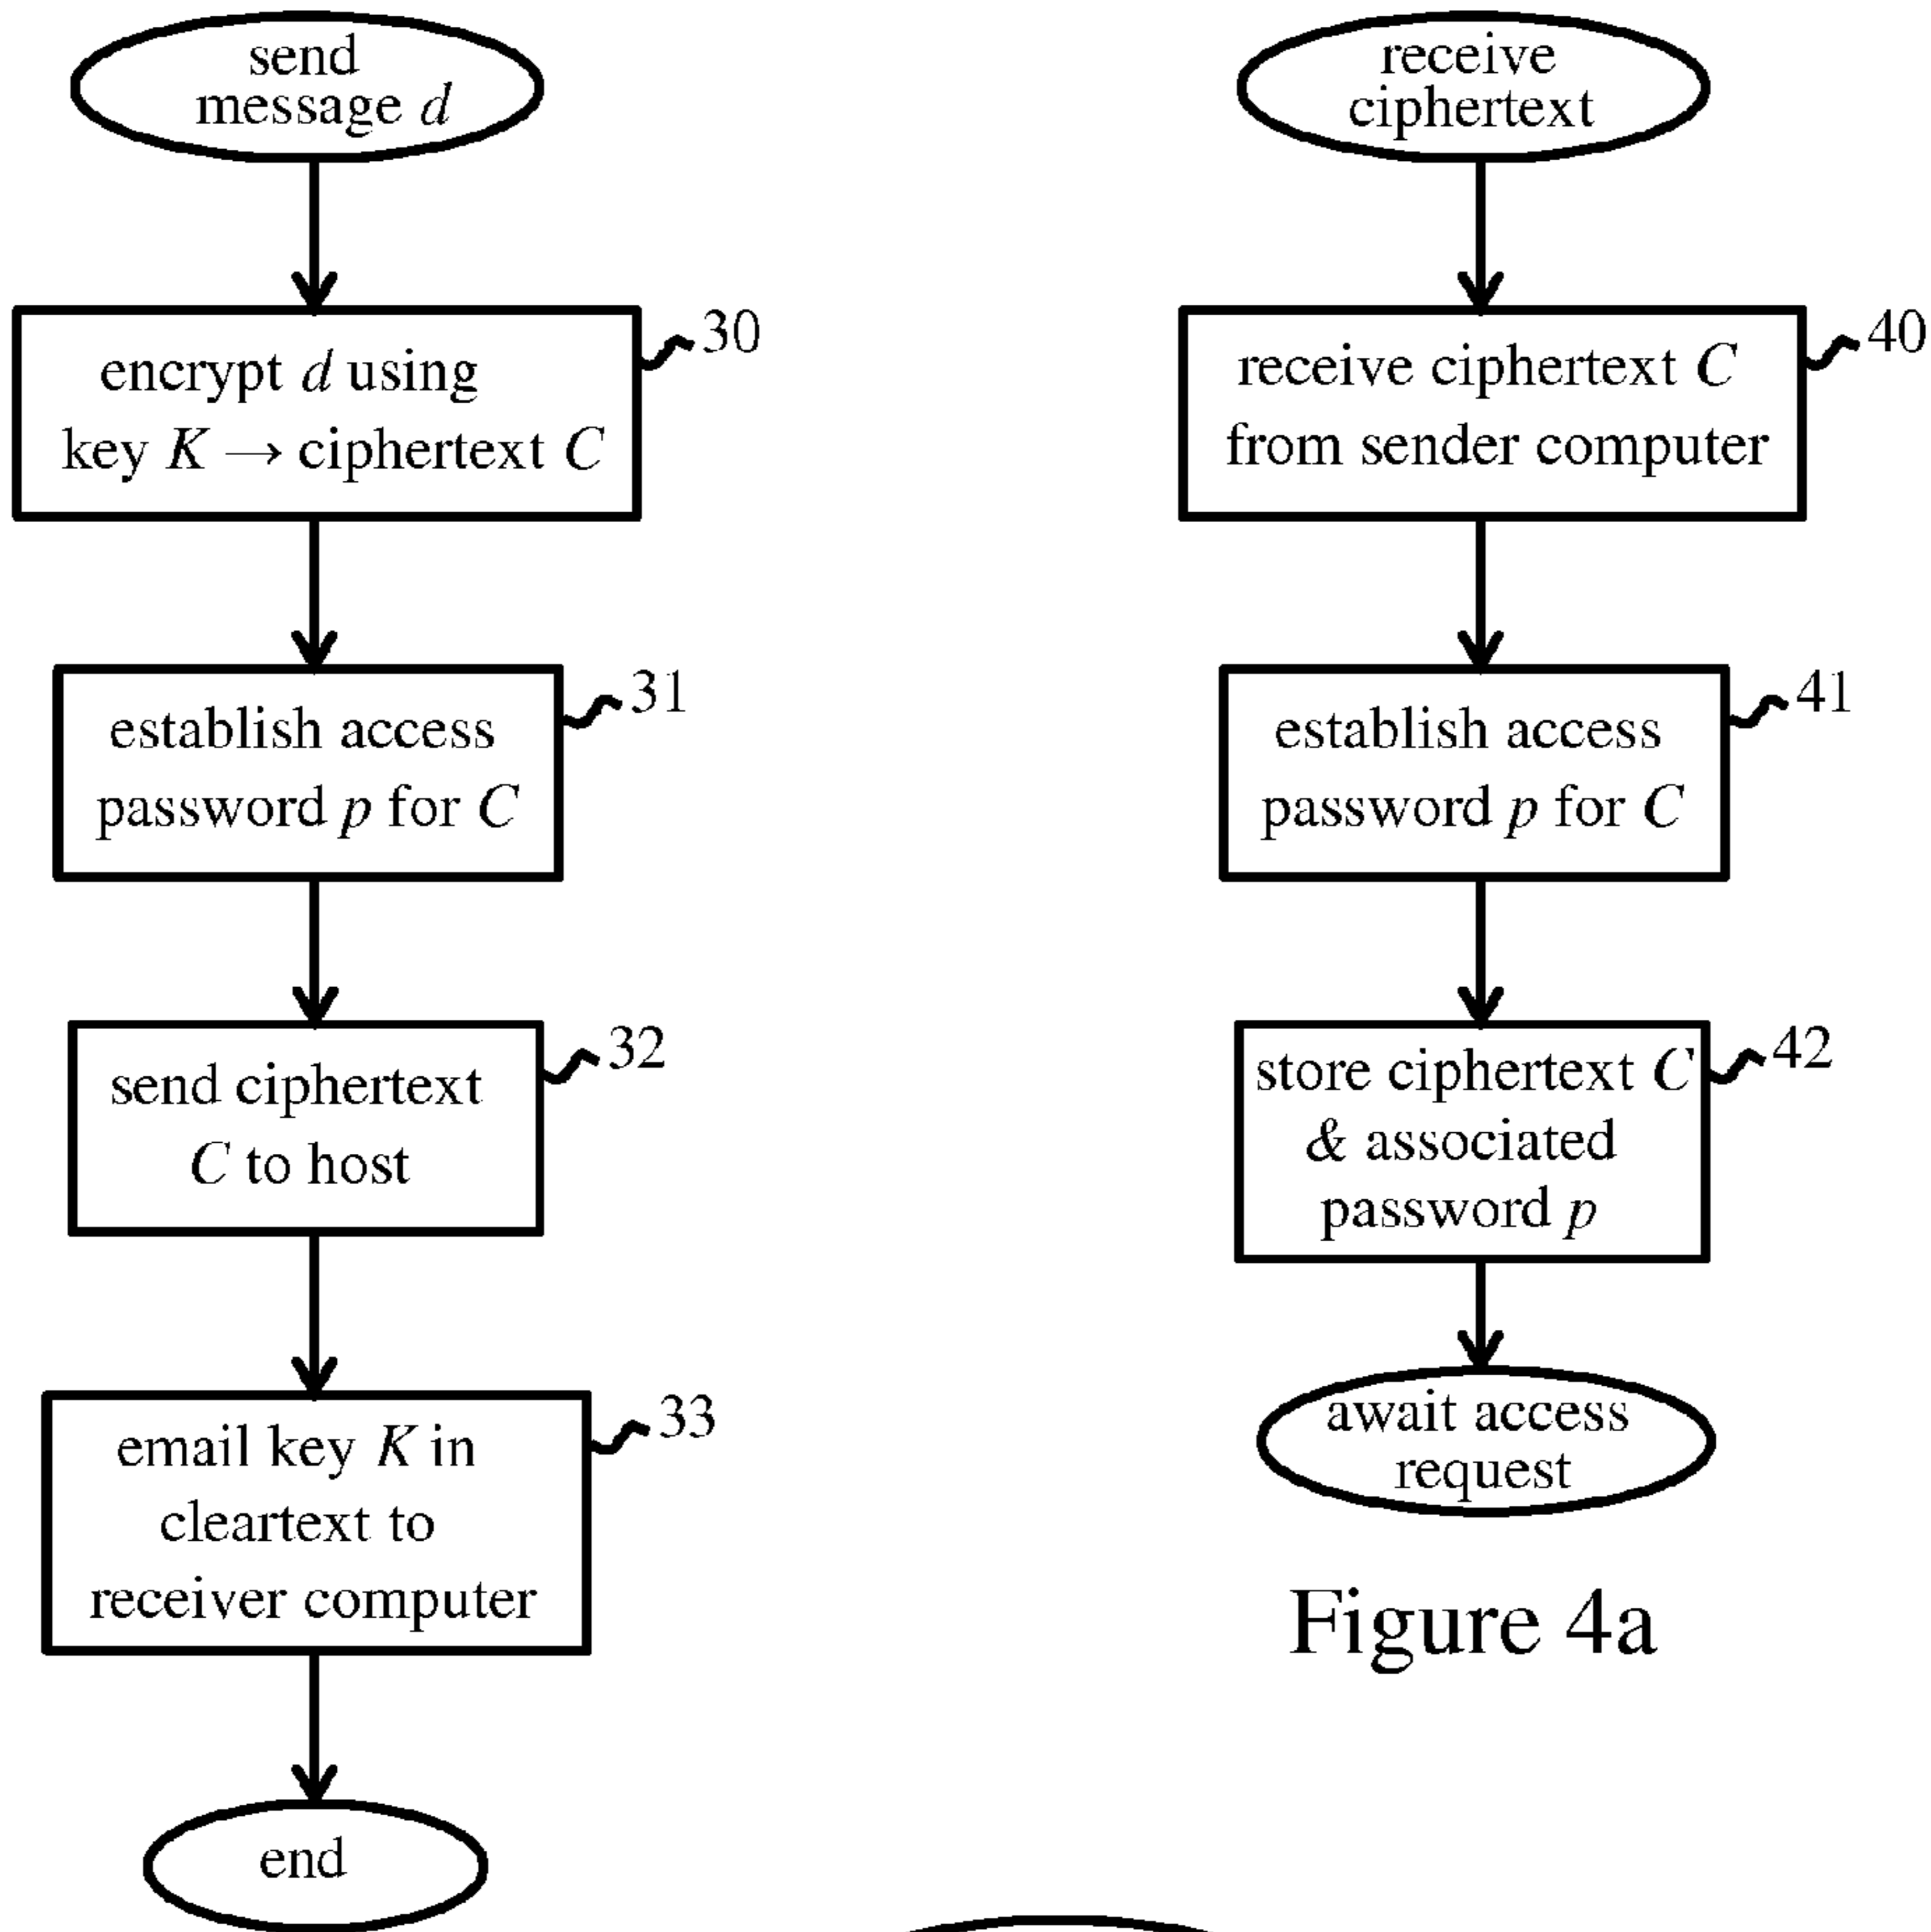 send
message d
encrypt d using
key K → ciphertext C
30
establish access
password p for C
31
send ciphertext
C to host
32
email key K in
cleartext to
receiver computer
33
end
receive
ciphertext
receive ciphertext C
from sender computer
40
establish access
password p for C
41
store ciphertext C
& associated
password p
42
await access
request
Figure 4a